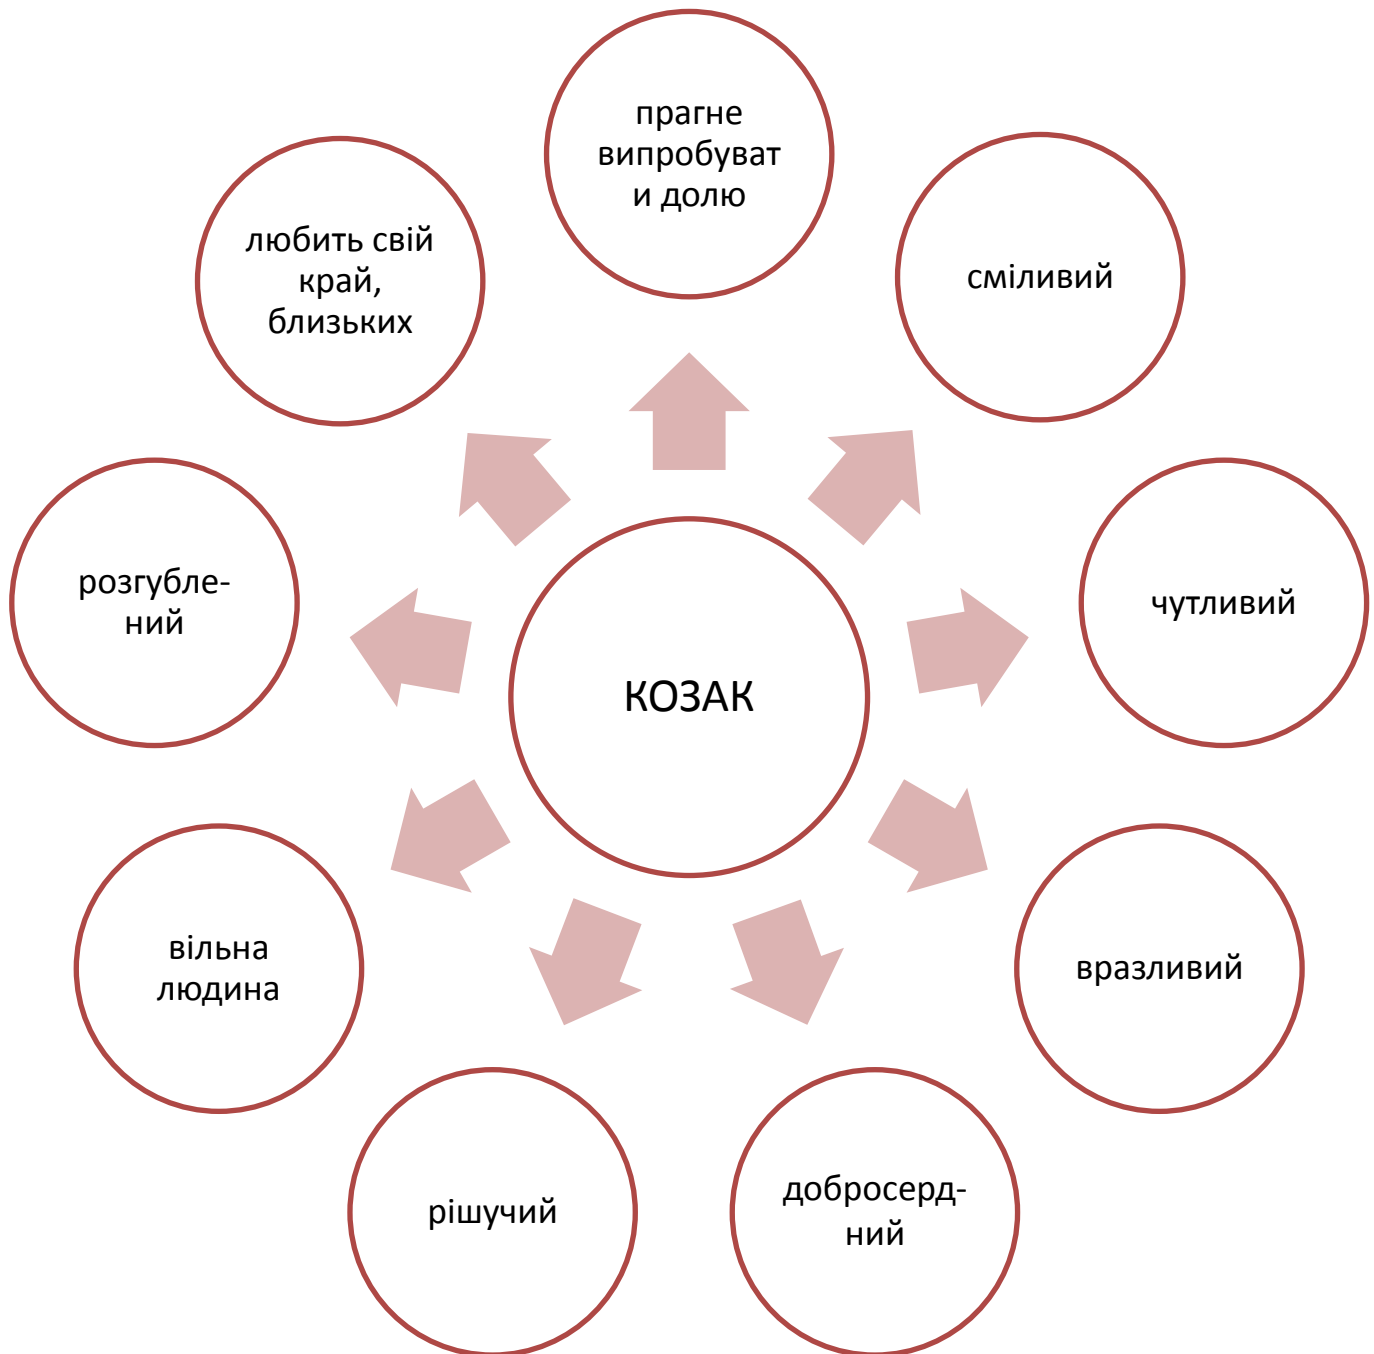 прагне
випробуват
и долю
сміливий
чутливий
вразливий
добросерд-
ний
рішучий
вільна
людина
розгубле-
ний
любить свій
край,
близьких
КОЗАК